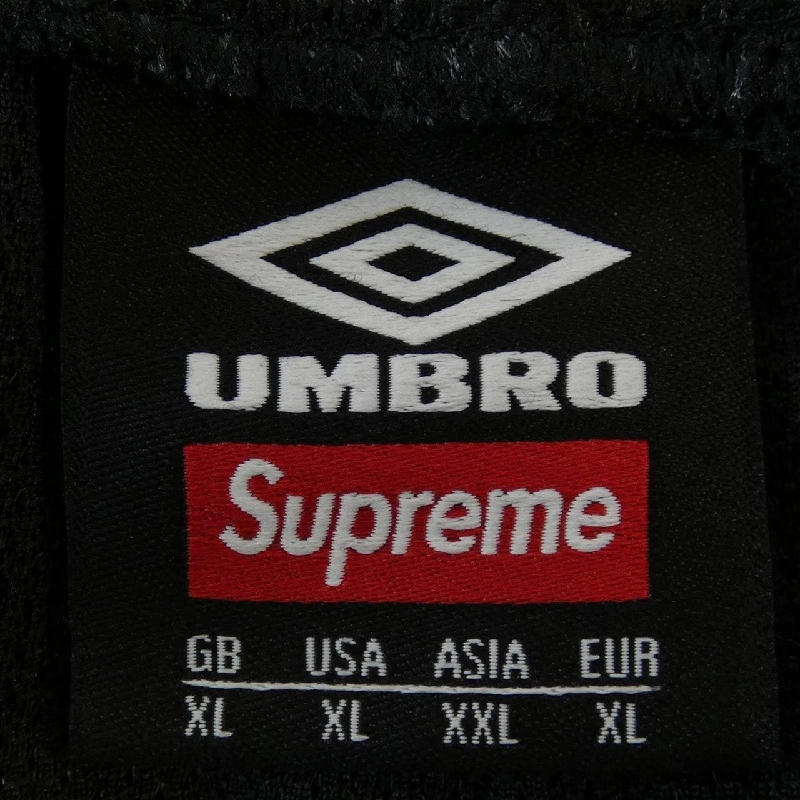 UMBRO
Supreme
GB USA ASIA EUR
XL XL XXL XL